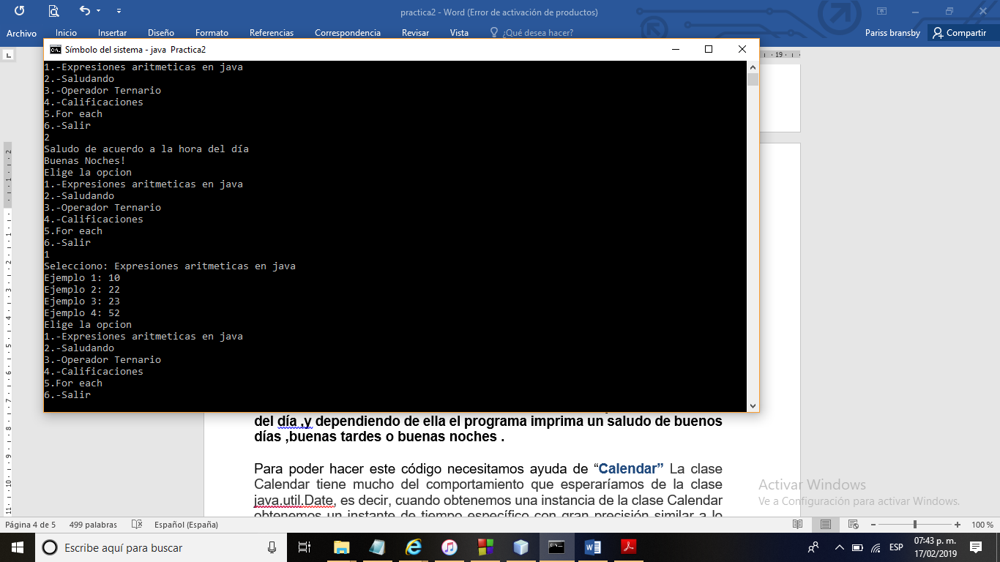 practica2 - Word (Error de activación de productos)
Archivo Inicio Insertar Diseño Formato Referencias Correspondencia Revisar Vista ¿Qué desea hacer? Pariss bransby Compartir
Símbolo del sistema - java Practica2
1.-Expresiones aritmeticas en java
2.-Saludando
3.-Operador Ternario
4.-Calificaciones
5.For each
6.-Salir
2
Saludo de acuerdo a la hora del día
Buenas Noches!
Elige la opcion
1.-Expresiones aritmeticas en java
2.-Saludando
3.-Operador Ternario
4.-Calificaciones
5.For each
6.-Salir
1
Selecciono: Expresiones aritmeticas en java
Ejemplo 1: 10
Ejemplo 2: 22
Ejemplo 3: 23
Ejemplo 4: 52
Elige la opcion
1.-Expresiones aritmeticas en java
2.-Saludando
3.-Operador Ternario
4.-Calificaciones
5.For each
6.-Salir
del día ,y dependiendo de ella el programa imprima un saludo de buenos
días ,buenas tardes o buenas noches .
Para poder hacer este código necesitamos ayuda de “Calendar” La clase
Calendar tiene mucho del comportamiento que esperaríamos de la clase
java.util.Date, es decir, cuando obtenemos una instancia de la clase Calendar
obtenemos un instante de tiempo específico con gran precisión similar a lo
Activar Windows
Ve a Configuración para activar Windows.
Página 4 de 5 499 palabras Español (España) 100 %
Escribe aquí para buscar
ESP
07:43 p. m.
17/02/2019